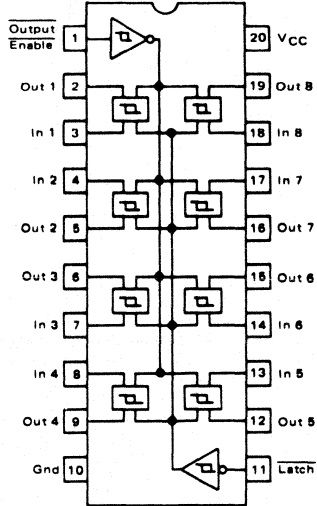 Output
Enable 1 20 VCC
Out 1 2 19 Out 8
In 1 3 18 In 8
In 2 4 17 In 7
Out 2 5 16 Out 7
Out 3 6 15 Out 6
In 3 7 14 In 6
In 4 8 13 In 5
Out 4 9 12 Out 5
Gnd 10 11 Latch